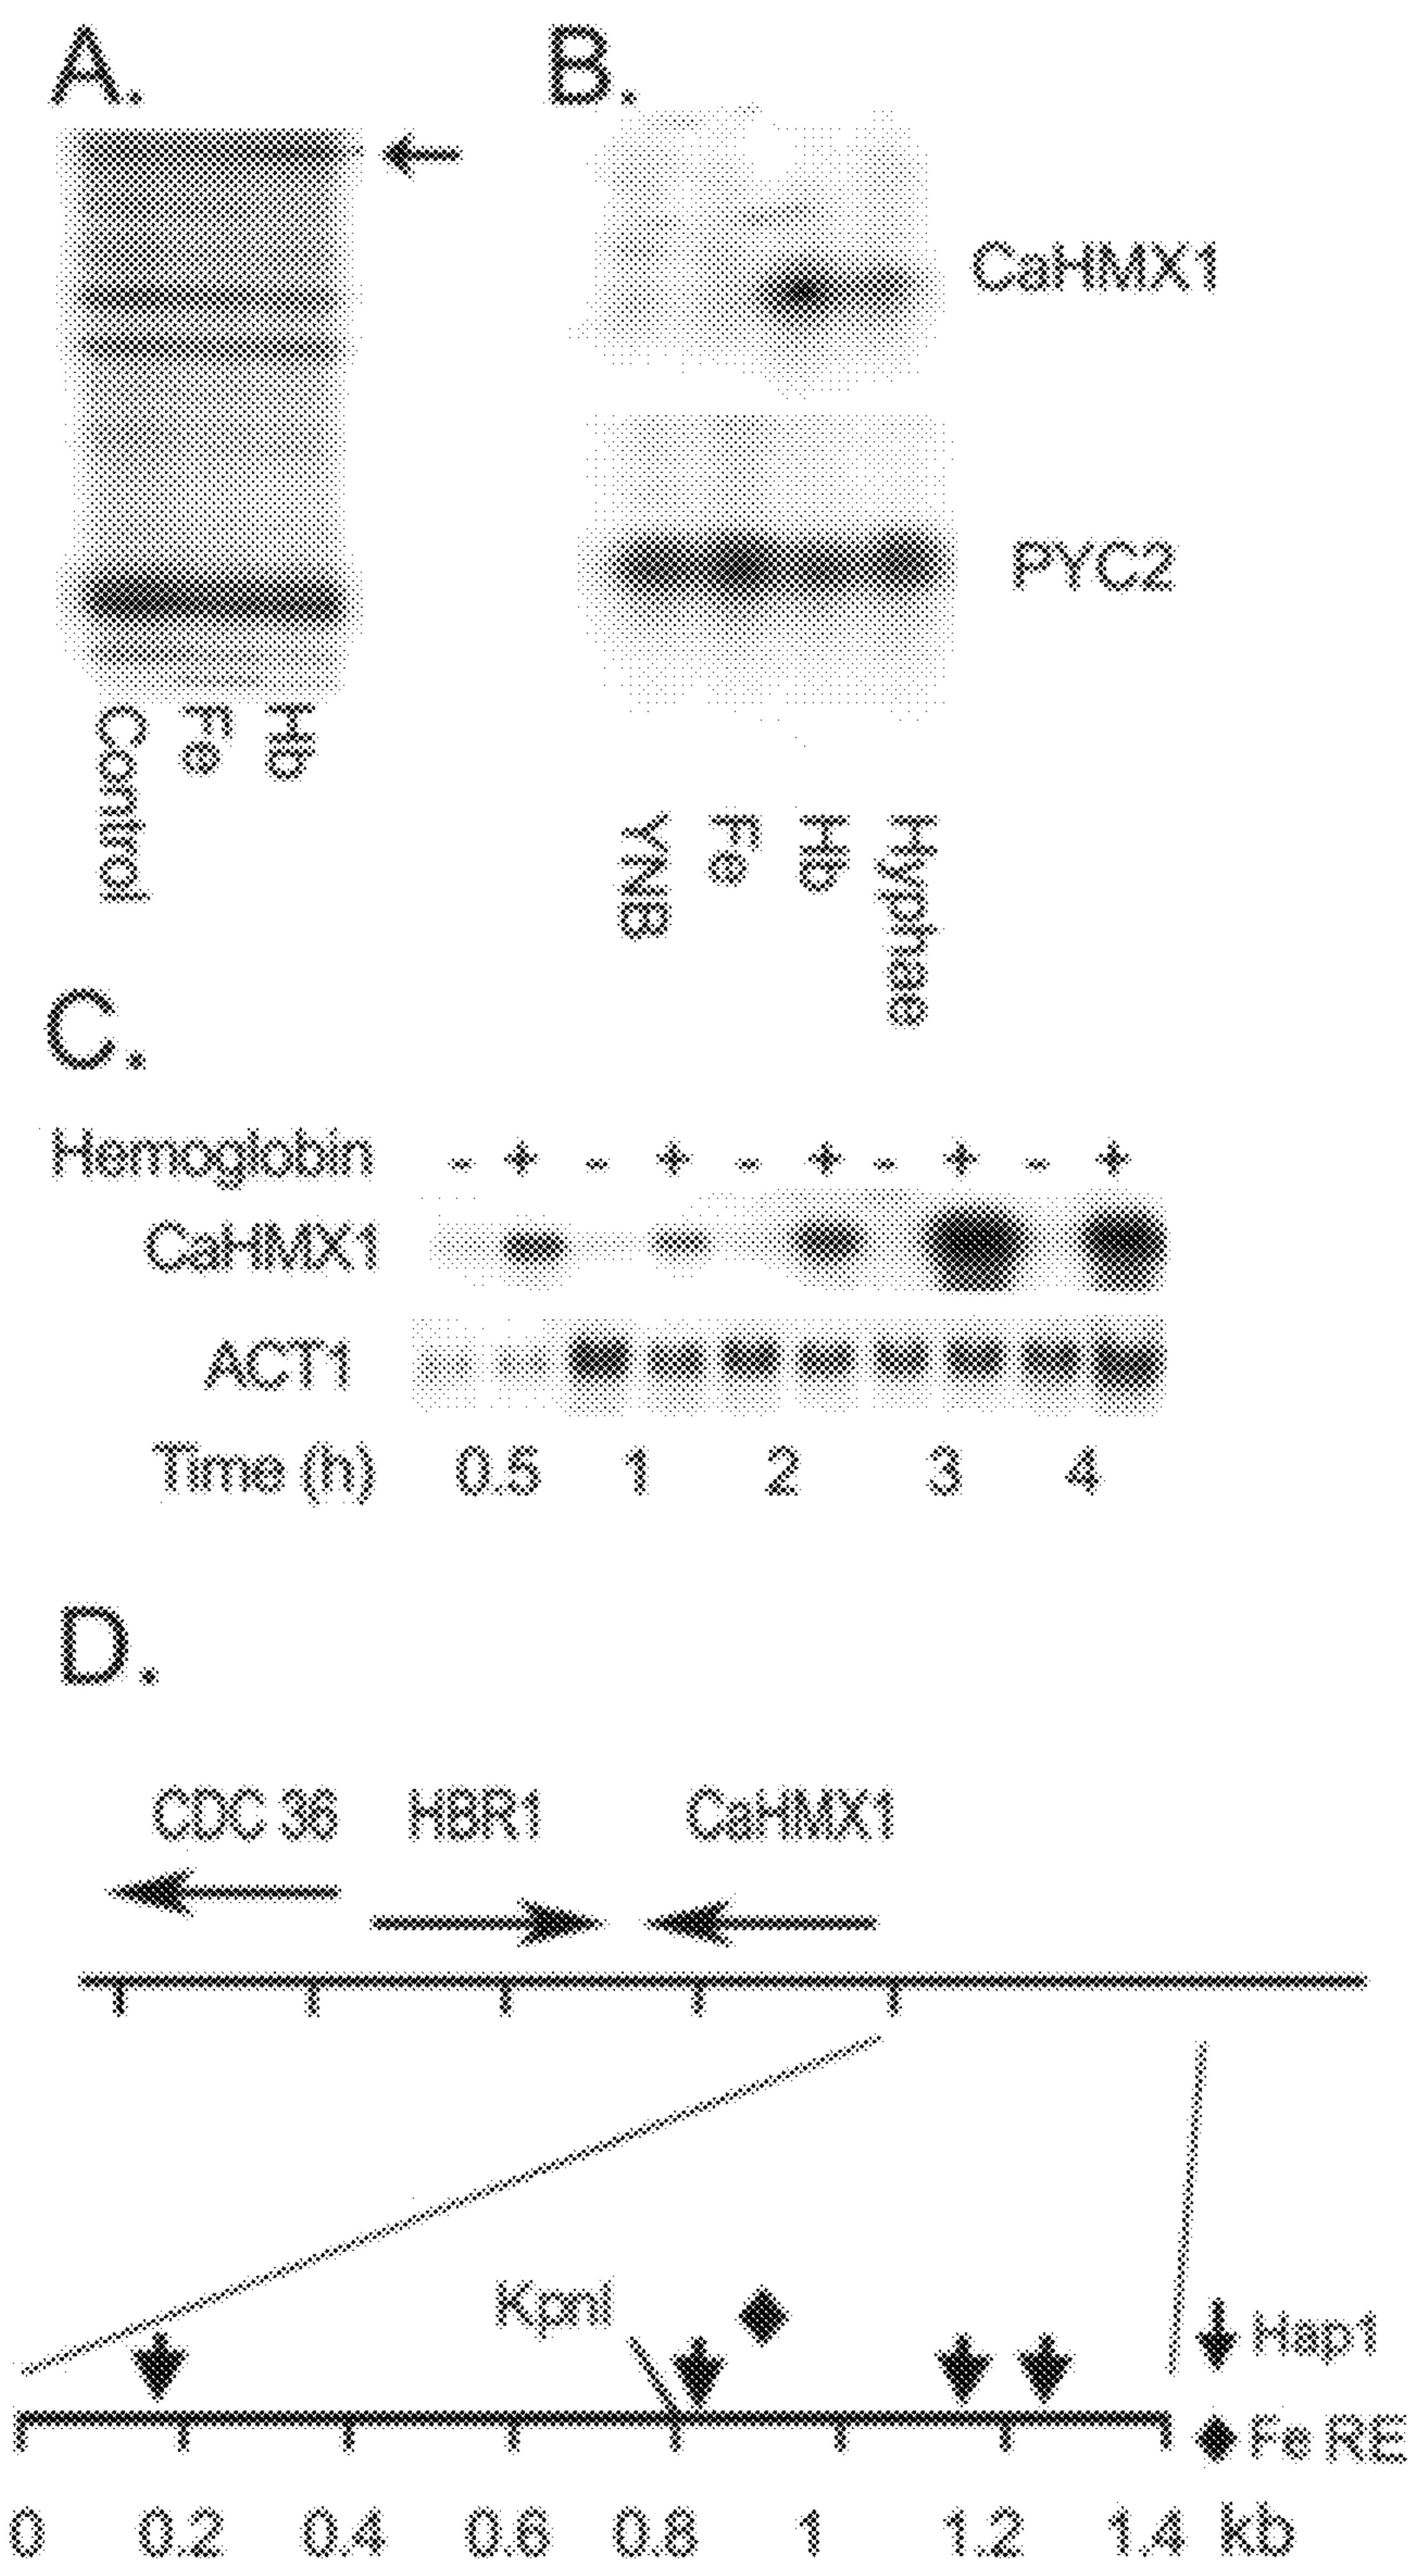 A.
B.
CaHMX1
PYC2
Control
Fe
Hb
YNB
Fe
Hb
Hyphae
C.
Hemoglobin - + - + - + - + - +
CaHMX1
ACT1
Time (h) 0.5 1 2 3 4
D.
CDC 36 HBR1 CaHMX1
KpnI
Hap1
Fe RE
0 0.2 0.4 0.6 0.8 1 1.2 1.4 kb